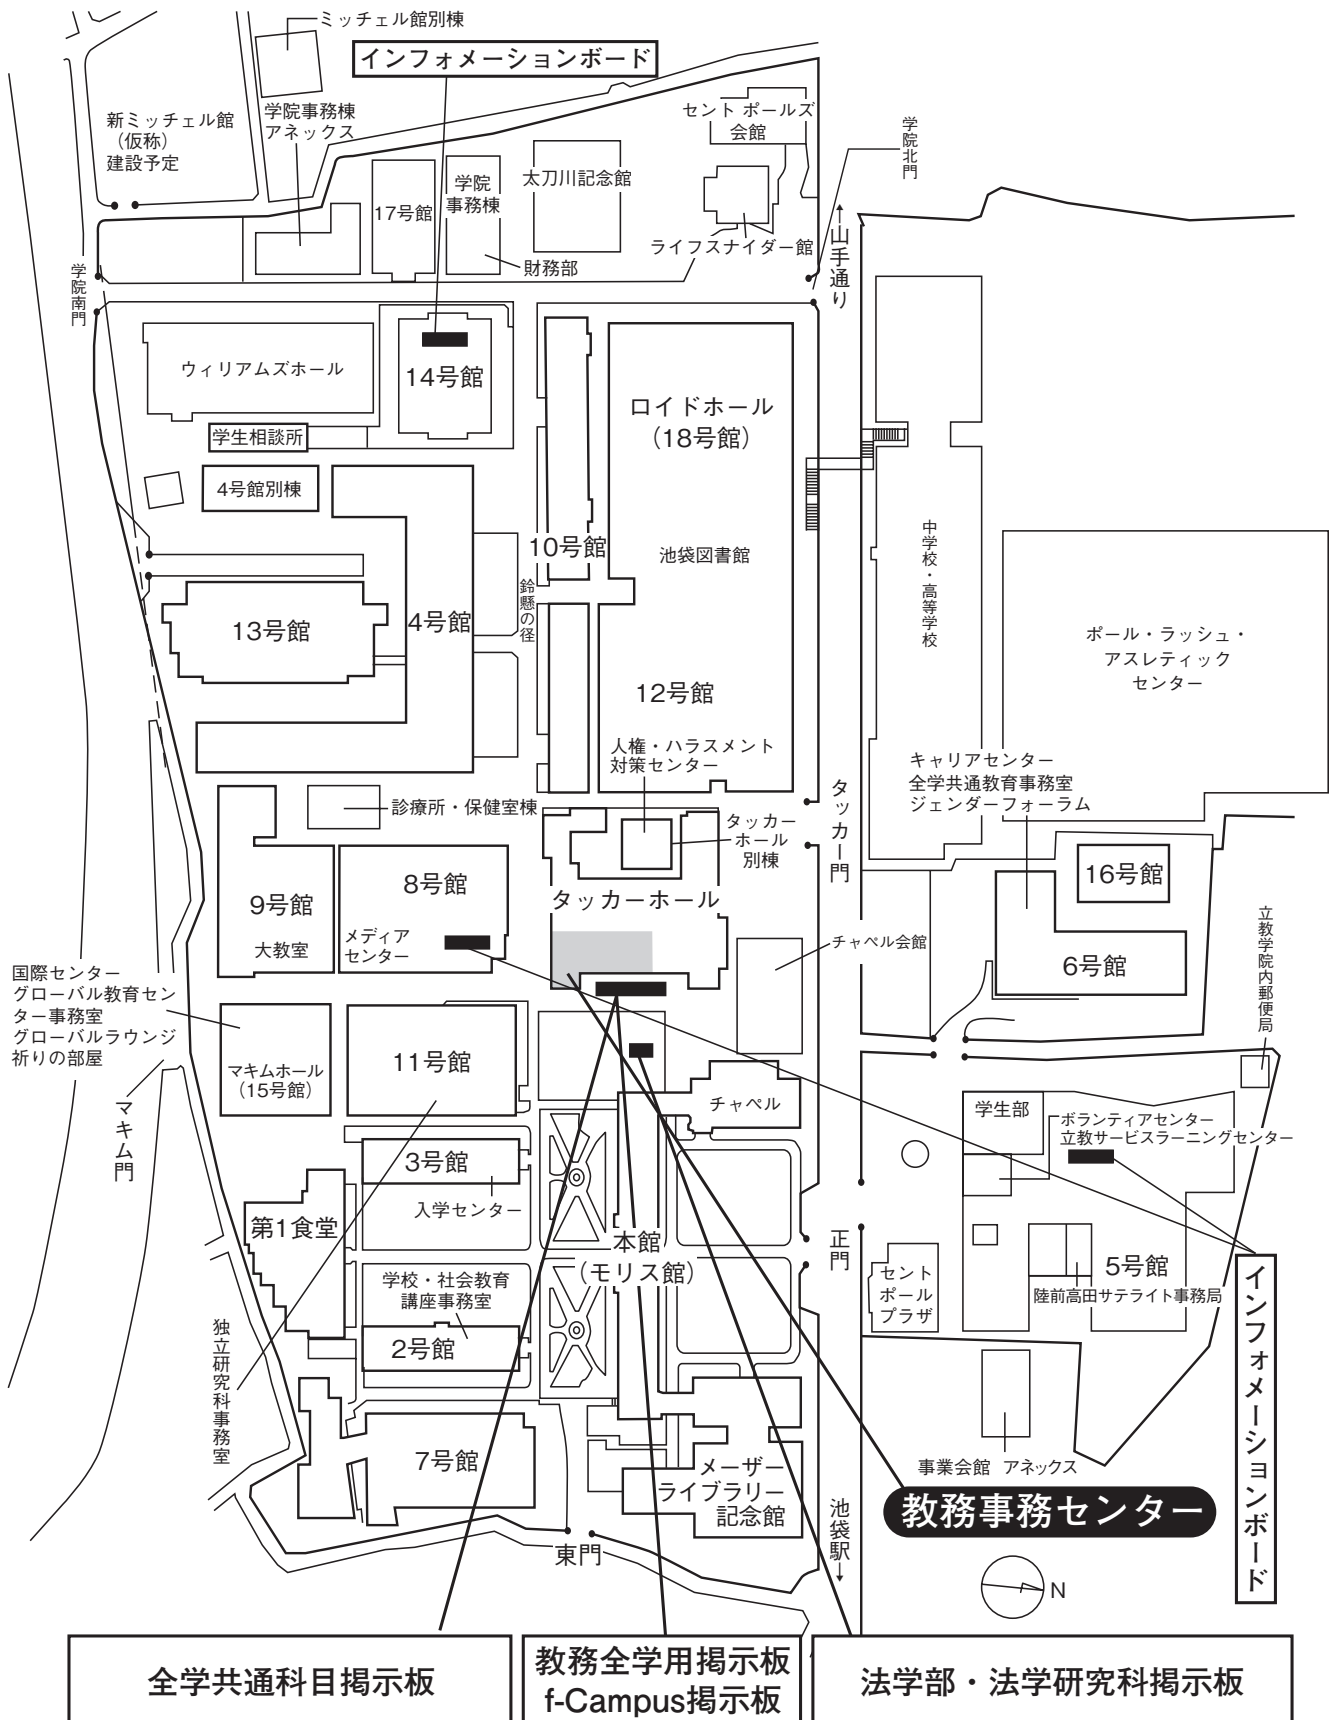 ミッチェル館別棟
インフォメーションボード
新ミッチェル館
（仮称）
建設予定
学院事務棟
アネックス
セント ポールズ
会館
学院北門
17号館
学院
事務棟
太刀川記念館
ライフスナイダー館
財務部
←山手通り
学院南門
ウィリアムズホール
14号館
ロイドホール
（18号館）
学生相談所
4号館別棟
10号館
池袋図書館
中学校・高等学校
鈴懸の径
13号館
4号館
ポール・ラッシュ・
アスレティック
センター
12号館
人権・ハラスメント
対策センター
キャリアセンター
全学共通教育事務室
ジェンダーフォーラム
診療所・保健室棟
タッカー
ホール
別棟
タッカー門
16号館
8号館
9号館
大教室
メディア
センター
タッカーホール
チャペル会館
6号館
立教学院内郵便局
国際センター
グローバル教育セン
ター事務室
グローバルラウンジ
祈りの部屋
マキムホール
（15号館）
11号館
マキム門
チャペル
学生部
ボランティアセンター
立教サービスラーニングセンター
3号館
入学センター
第1食堂
本館
（モリス館）
正門
セント
ポール
プラザ
5号館
陸前高田サテライト事務局
学校・社会教育
講座事務室
2号館
独立研究科事務室
インフォメーションボード
7号館
メーザー
ライブラリー
記念館
事業会館 アネックス
教務事務センター
池袋駅→
東門
N
全学共通科目掲示板
教務全学用掲示板
f-Campus掲示板
法学部・法学研究科掲示板